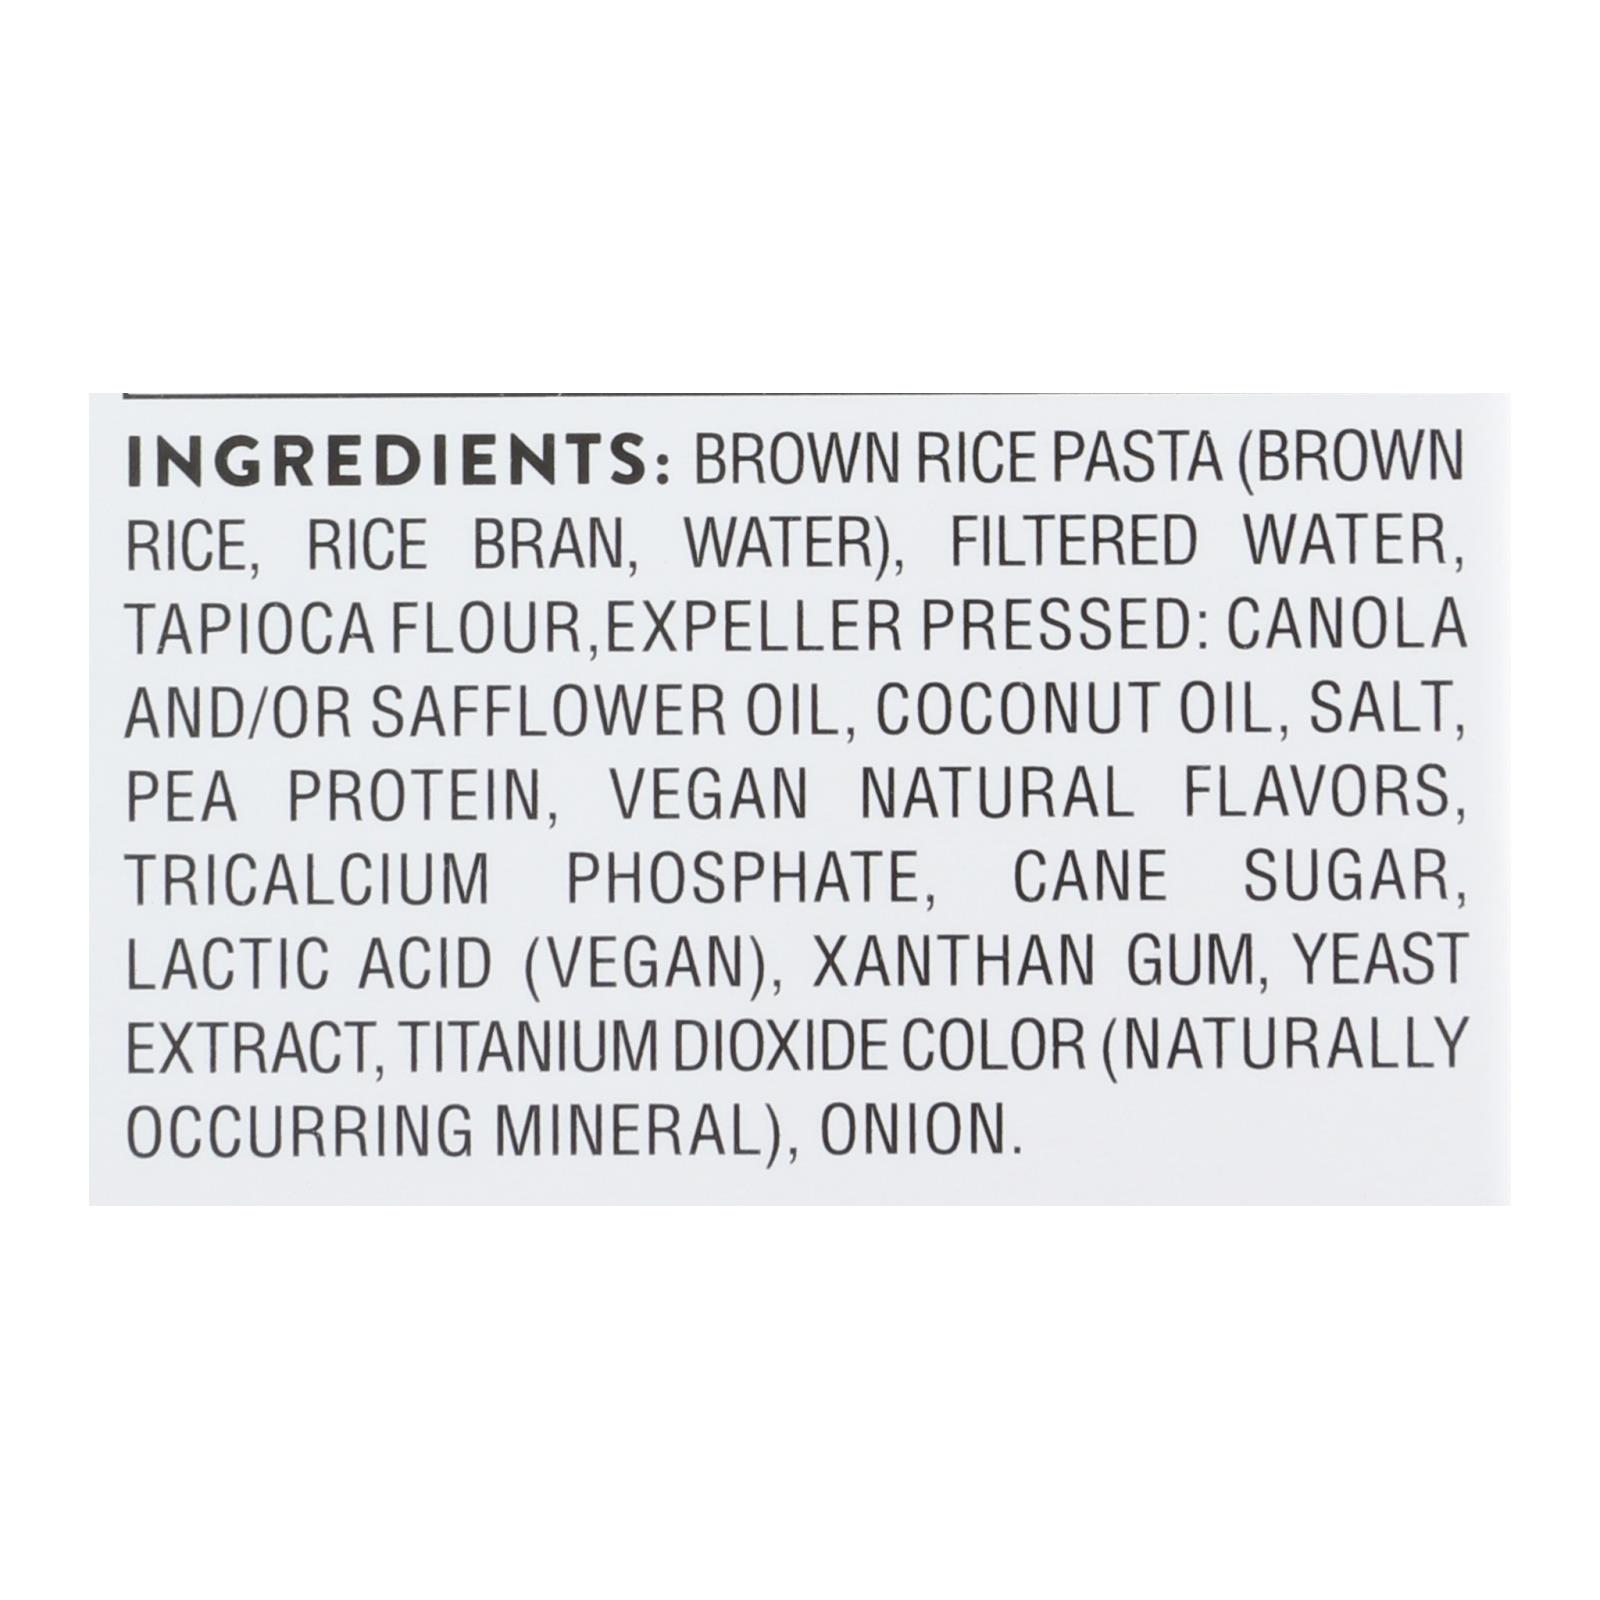 INGREDIENTS: BROWN RICE PASTA (BROWN
RICE, RICE BRAN, WATER), FILTERED WATER,
TAPIOCA FLOUR,EXPELLER PRESSED: CANOLA
AND/OR SAFFLOWER OIL, COCONUT OIL, SALT,
PEA PROTEIN, VEGAN NATURAL FLAVORS,
TRICALCIUM PHOSPHATE, CANE SUGAR,
LACTIC ACID (VEGAN), XANTHAN GUM, YEAST
EXTRACT, TITANIUM DIOXIDE COLOR (NATURALLY
OCCURRING MINERAL), ONION.